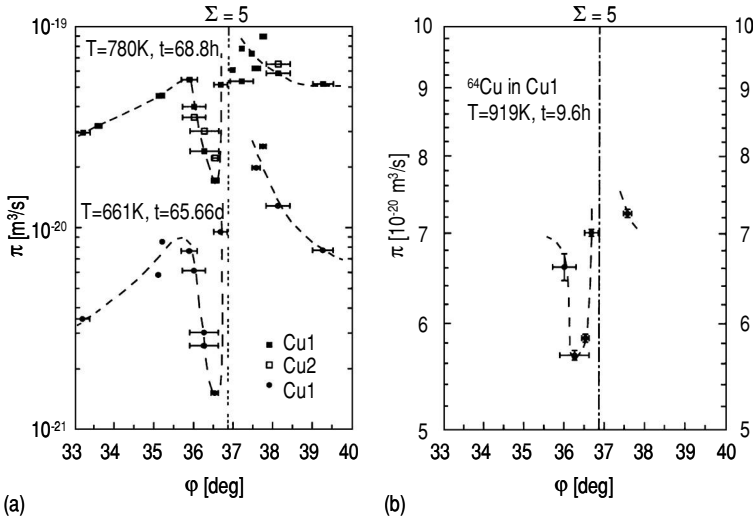 Σ = 5
10⁻¹⁹
10⁻²⁰
10⁻²¹
π [m³/s]
T=780K, t=68.8h
T=661K, t=65.66d
Cu1
Cu2
Cu1
33 34 35 36 37 38 39 40
φ [deg]
(a)
Σ = 5
10
9
8
7
6
5
π [10⁻²⁰ m³/s]
⁶⁴Cu in Cu1
T=919K, t=9.6h
10
9
8
7
6
5
33 34 35 36 37 38 39 40
φ [deg]
(b)